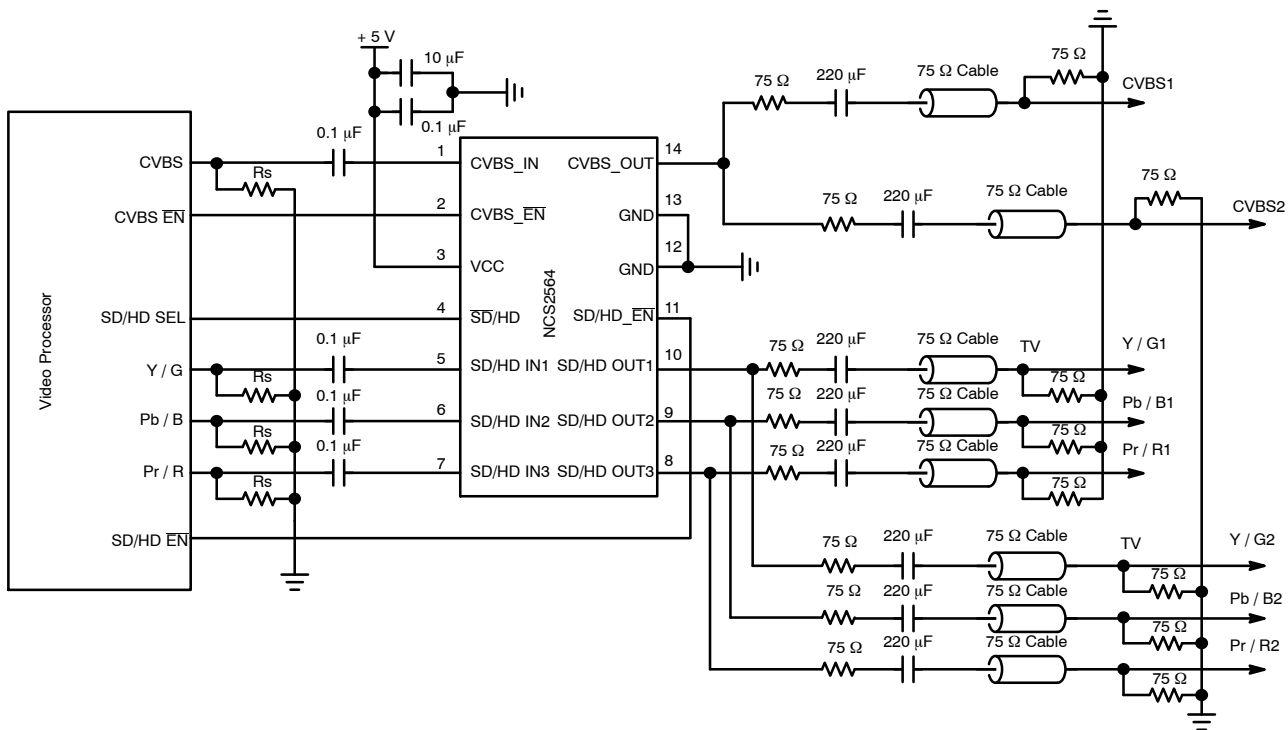 + 5 V
10 μF
0.1 μF
0.1 μF
Video Processor
CVBS
CVBS EN
SD/HD SEL
Y / G
Pb / B
Pr / R
SD/HD EN
Rs
Rs
Rs
Rs
0.1 μF
0.1 μF
0.1 μF
NCS2564
1
CVBS_IN
2
CVBS_EN
3
VCC
4
SD/HD
5
SD/HD IN1
6
SD/HD IN2
7
SD/HD IN3
CVBS_OUT
14
GND
13
GND
12
SD/HD_EN
11
SD/HD OUT1
10
SD/HD OUT2
9
SD/HD OUT3
8
75 Ω
220 μF
75 Ω Cable
75 Ω
CVBS1
75 Ω
220 μF
75 Ω Cable
75 Ω
CVBS2
75 Ω
220 μF
75 Ω Cable
TV
Y / G1
75 Ω
75 Ω
220 μF
75 Ω Cable
Pb / B1
75 Ω
75 Ω
220 μF
75 Ω Cable
Pr / R1
75 Ω
75 Ω
220 μF
75 Ω Cable
TV
Y / G2
75 Ω
75 Ω
220 μF
75 Ω Cable
Pb / B2
75 Ω
75 Ω
220 μF
75 Ω Cable
Pr / R2
75 Ω